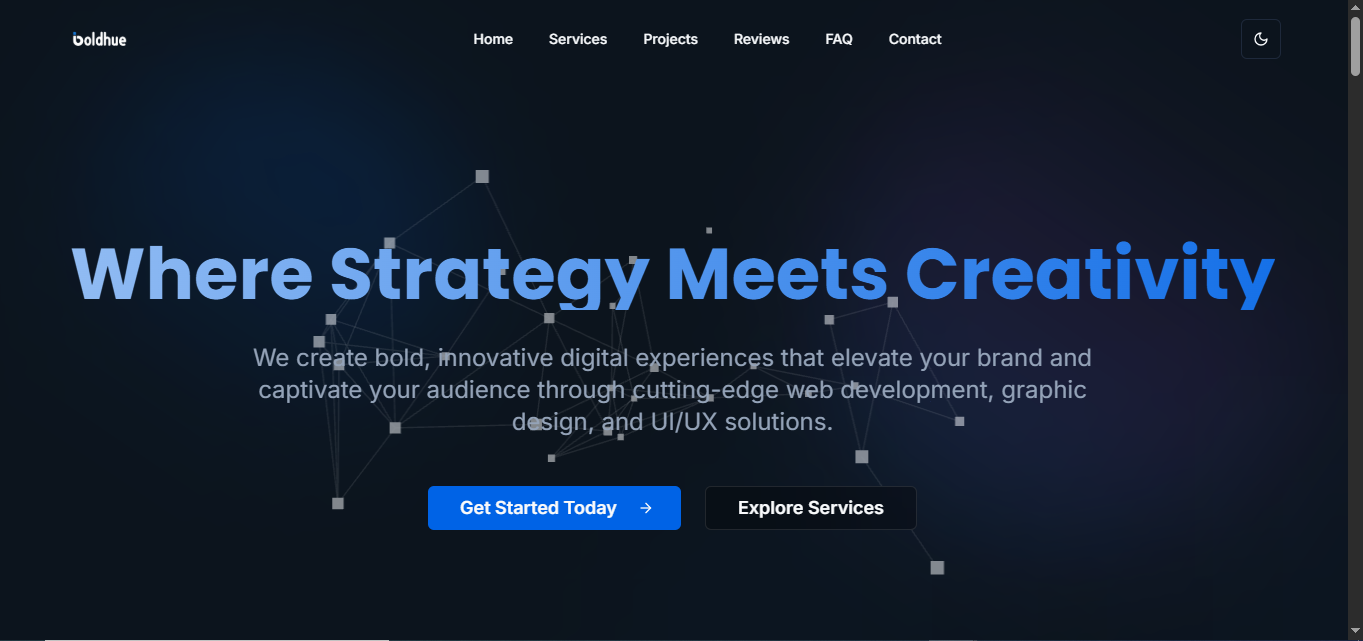 boldhue
Home Services Projects Reviews FAQ Contact
Where Strategy Meets Creativity
We create bold, innovative digital experiences that elevate your brand and
captivate your audience through cutting-edge web development, graphic
design, and UI/UX solutions.
Get Started Today →
Explore Services